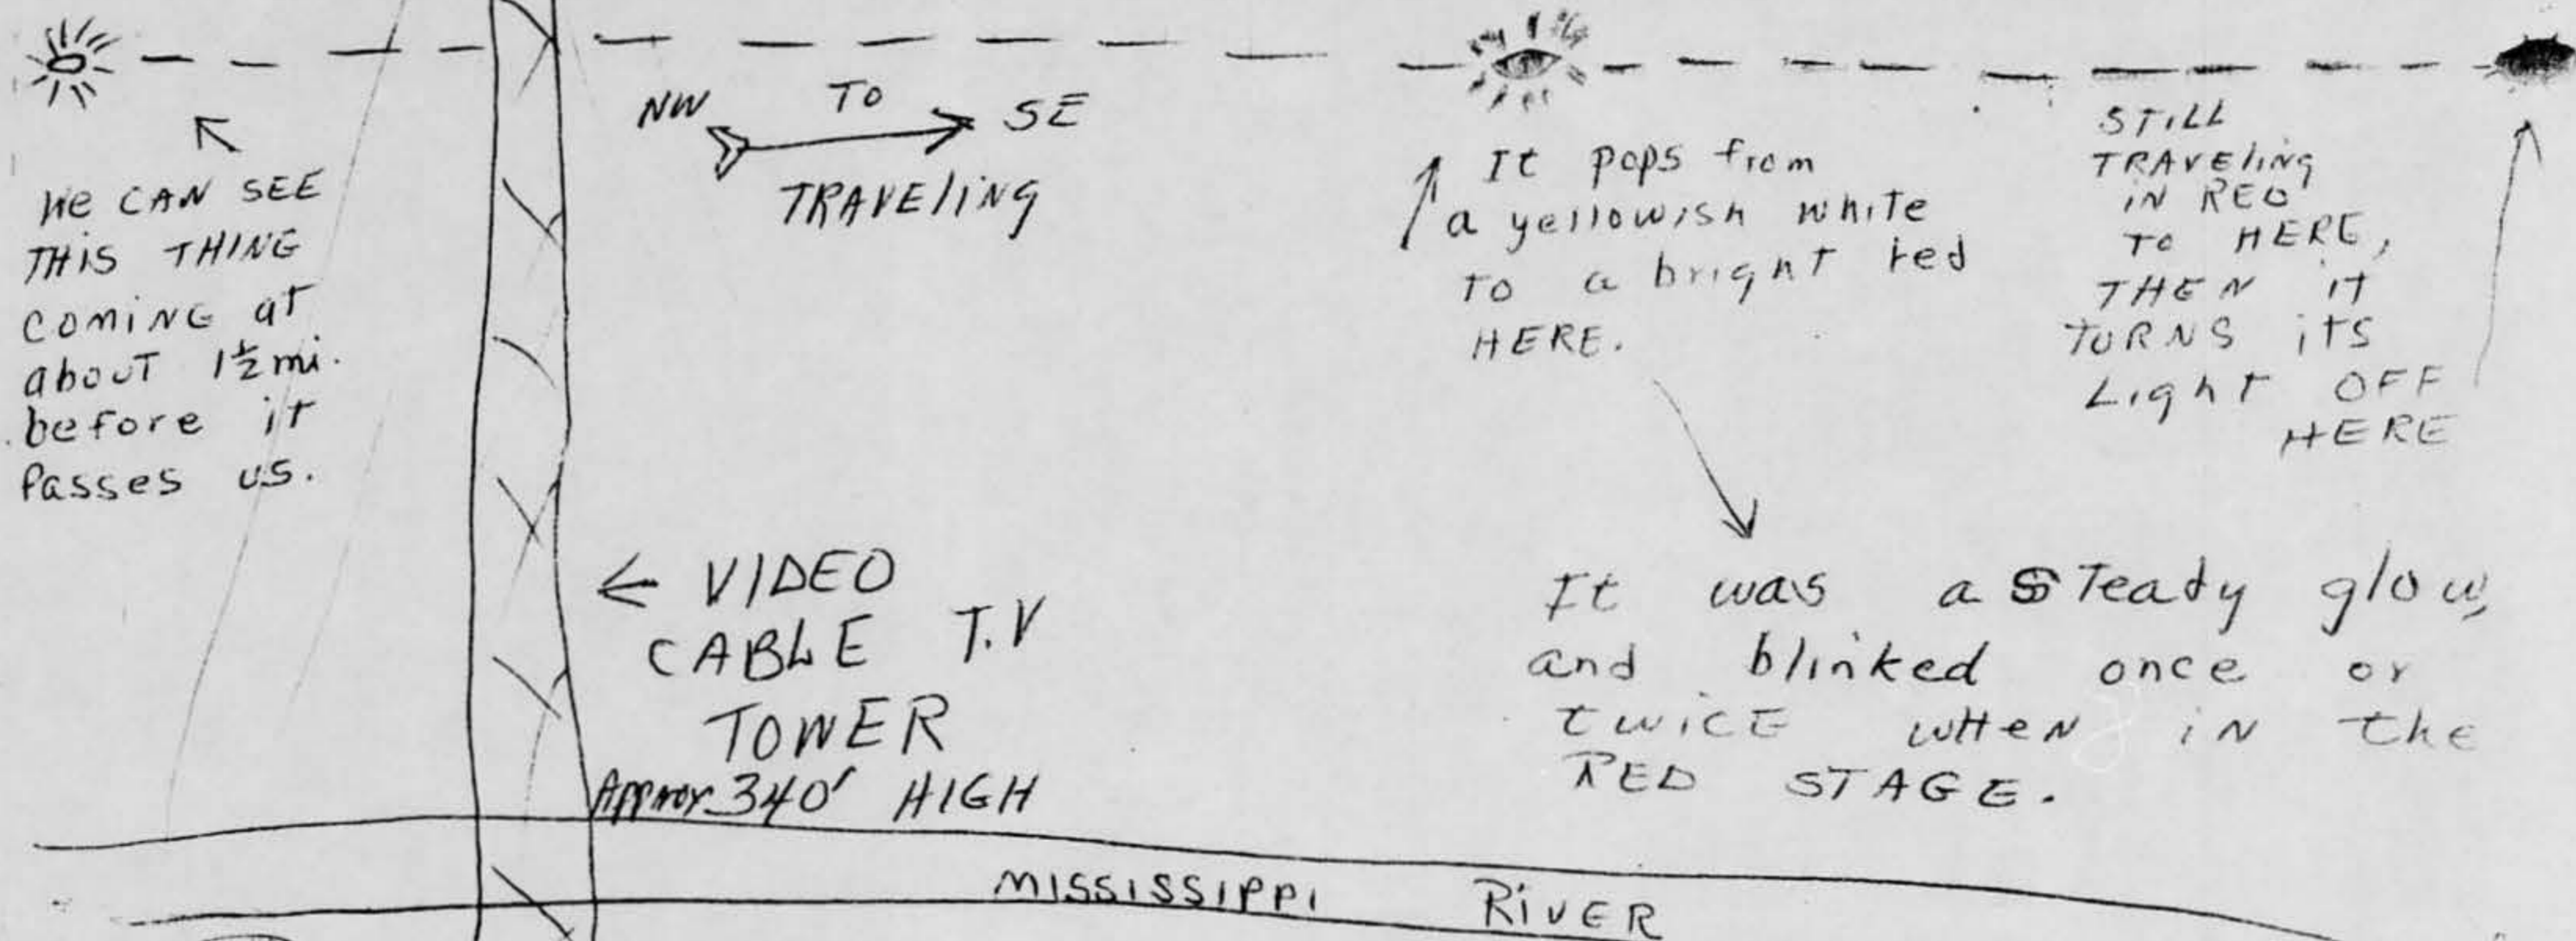 We CAN SEE
THIS THING
COMING at
about 1½ mi.
before it
Passes us.
NW TO SE
TRAVEling
It pops from
a yellowish white
to a bright red
HERE.
STILL
TRAVEling
IN RED
To HERE,
THEN IT
TURNS ITS
Light OFF
HERE
← VIDEO
CABLE T.V
TOWER
Approx. 340' HIGH
It was a STeady glow,
and blinked once or
twiCE wHeN iN the
RED STAGE.
MISSISSIPPI RIVER